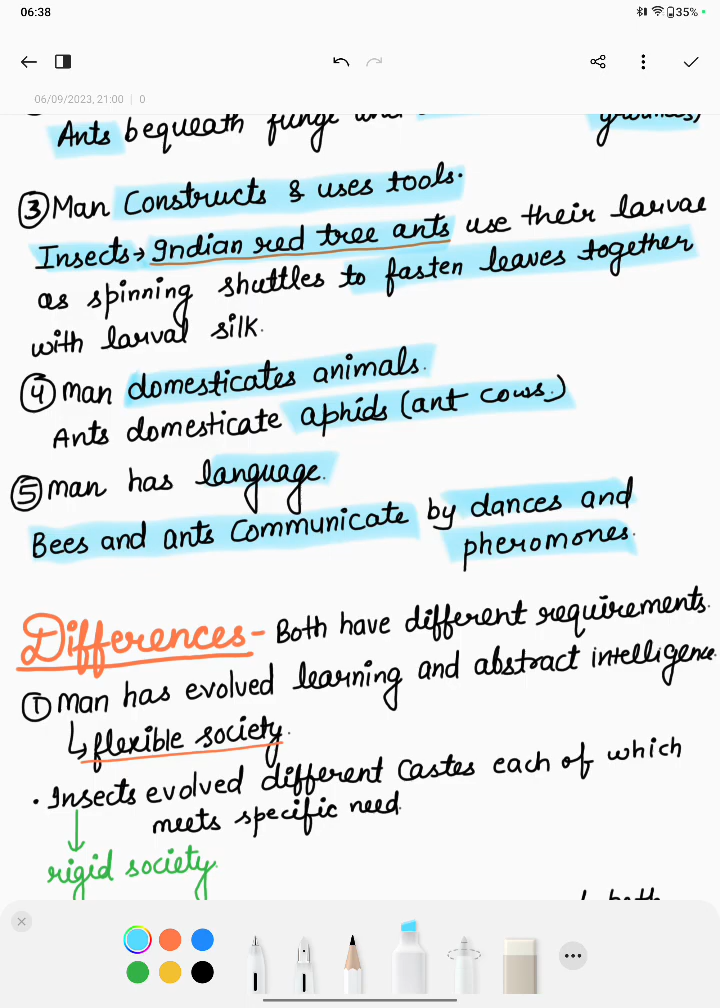 06:38
35%
06/09/2023, 21:00 | 0
Ants bequeath funge
③ Man Constructs & uses tools.
Insects → Indian red tree ants use their larvae
as spinning shuttles to fasten leaves together
with larval silk.
④ Man domesticates animals.
Ants domesticate aphids (ant cows.)
⑤ Man has language.
Bees and ants Communicate by dances and
pheromones.
Differences - Both have different requirements.
① Man has evolved learning and abstract intelligence.
↳ flexible society.
• Insects evolved different Castes each of which
meets specific need.
↓
rigid society.
both